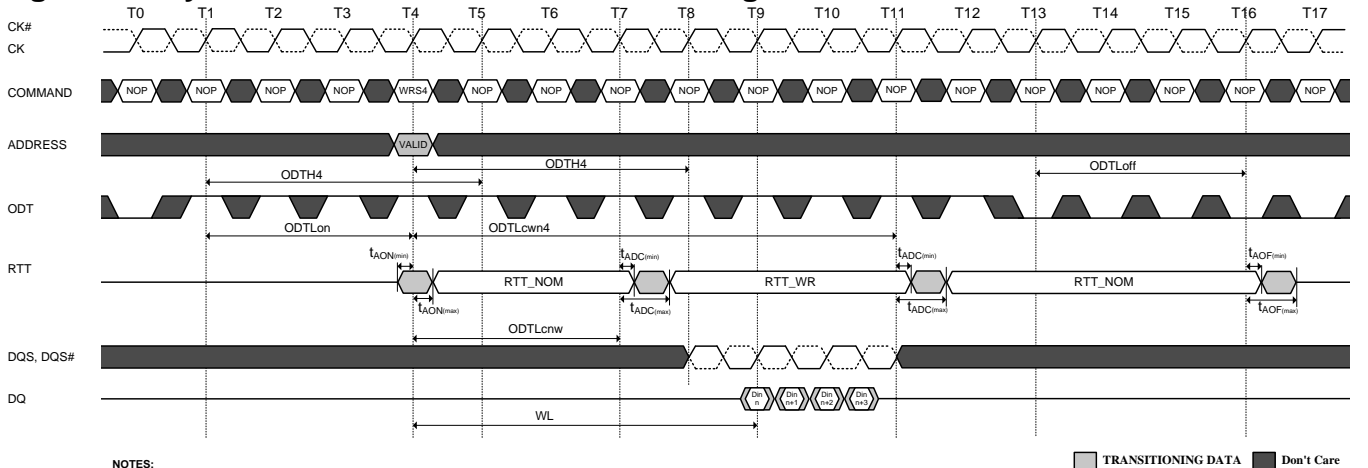 T0 T1 T2 T3 T4 T5 T6 T7 T8 T9 T10 T11 T12 T13 T14 T15 T16 T17
CK#
CK
COMMAND NOP NOP NOP NOP WRS4 NOP NOP NOP NOP NOP NOP NOP NOP NOP NOP NOP NOP NOP
ADDRESS VALID
ODTH4 ODTLoff
ODTH4
ODT
ODTLon ODTLcwn4
tAON(min) tADC(min) tADC(min) tAOF(min)
RTT RTT_NOM RTT_WR RTT_NOM
tAON(max) tADC(max) tADC(max) tAOF(max)
ODTLcnw
DQS, DQS#
DQ Din n Din n+1 Din n+2 Din n+3
WL
NOTES: TRANSITIONING DATA Don't Care